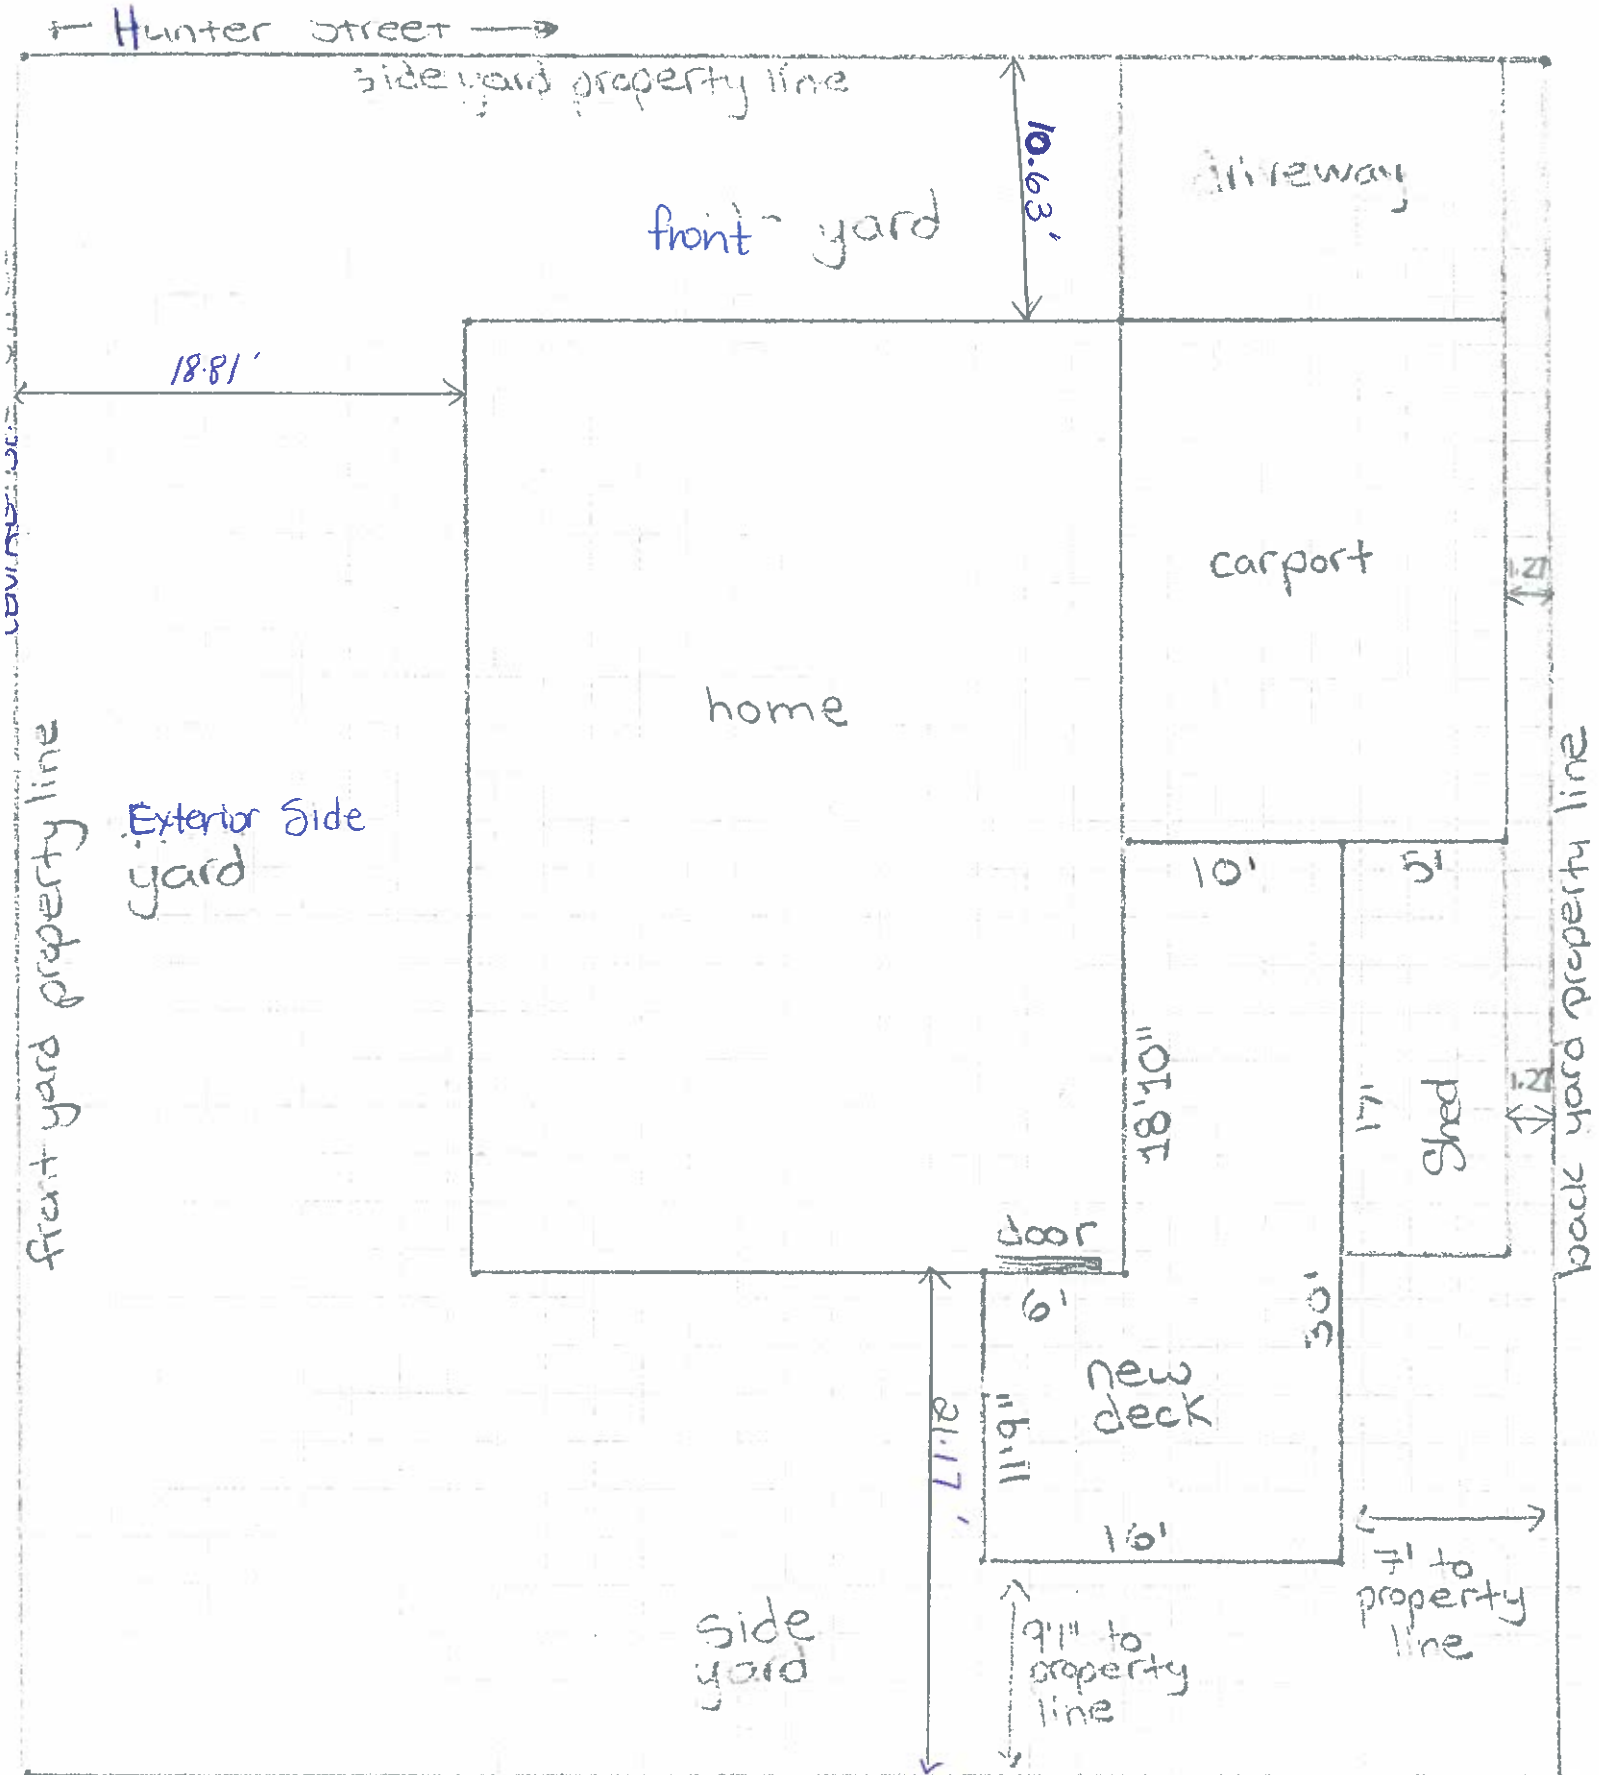 ← Hunter Street →
side yard property line
10.63'
driveway
front yard
18.81'
carport
1.27
home
front yard property line
Exterior Side
yard
back yard property line
10'
5'
18'10"
17'
Shed
1.27
door
6'
30'
new
deck
11'9"
21.17'
16'
7' to
property
line
side
yard
9'1" to
property
line